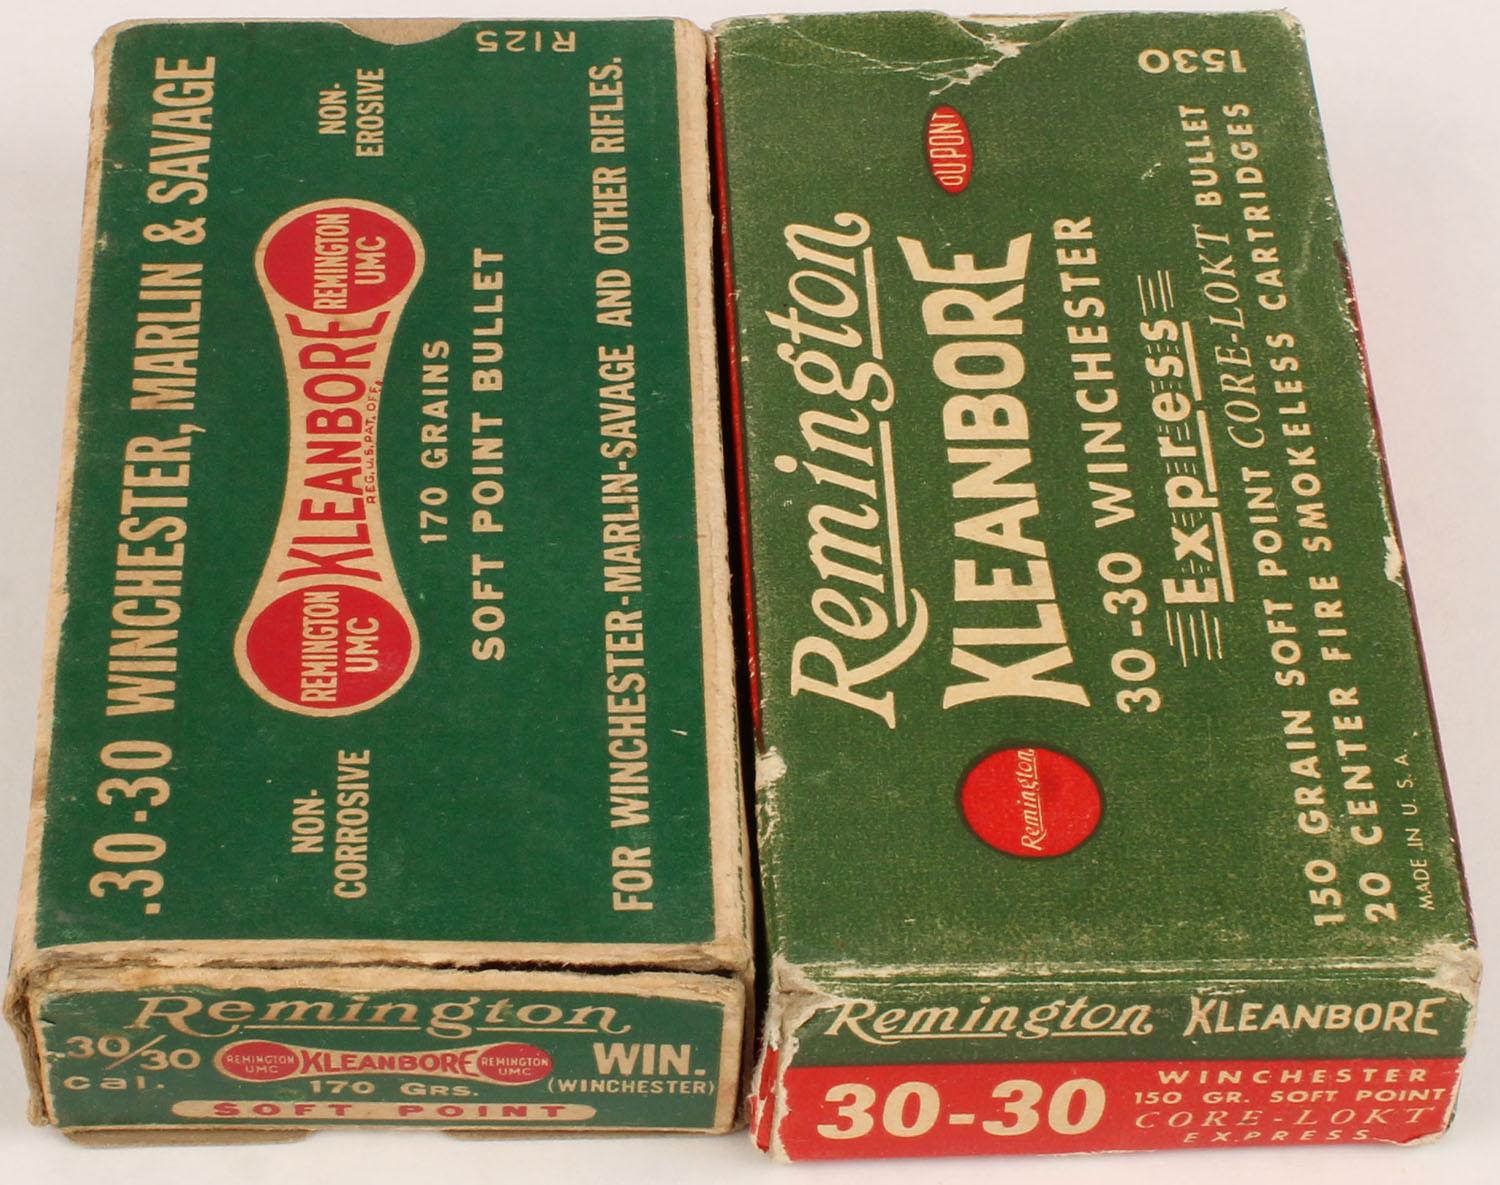 R125
.30-30 WINCHESTER, MARLIN & SAVAGE
NON-
CORROSIVE
REMINGTON
UMC
KLEANBORE
REG. U.S. PAT. OFF.
REMINGTON
UMC
NON-
EROSIVE
170 GRAINS
SOFT POINT BULLET
FOR WINCHESTER-MARLIN-SAVAGE AND OTHER RIFLES.
Remington
.30/30
cal.
REMINGTON
UMC
KLEANBORE
REMINGTON
UMC
170 GRS.
WIN.
(WINCHESTER)
SOFT POINT
1530
Remington
DU PONT
KLEANBORE
Remington
30-30 WINCHESTER
Express
150 GRAIN SOFT POINT CORE-LOKT BULLET
20 CENTER FIRE SMOKELESS CARTRIDGES
MADE IN U. S. A.
Remington KLEANBORE
30-30
WINCHESTER
150 GR. SOFT POINT
CORE-LOKT
EXPRESS